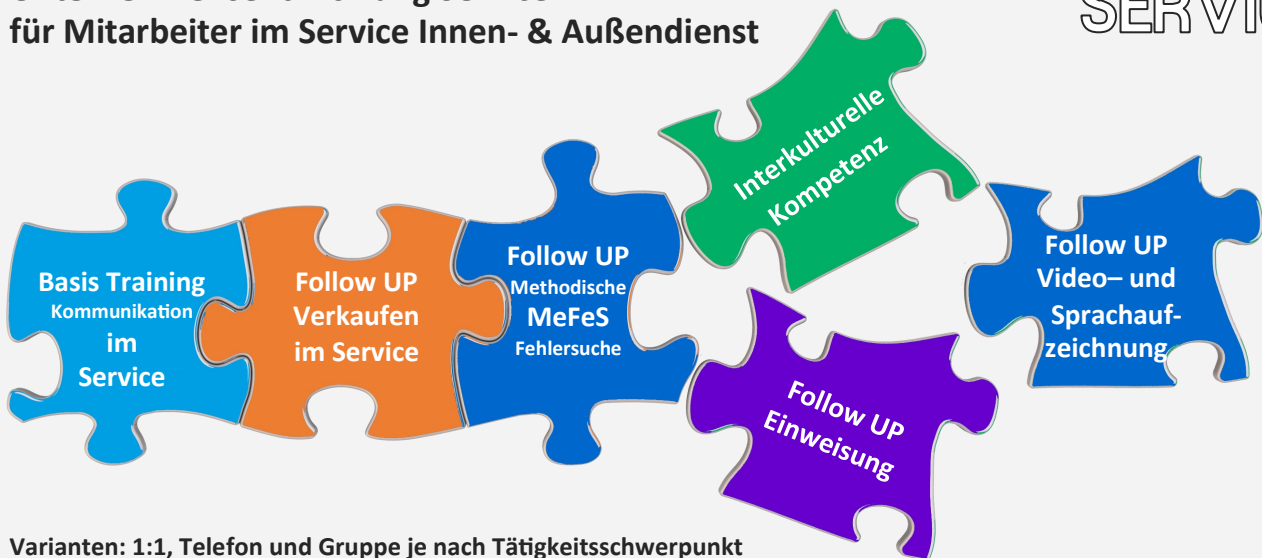 für Mitarbeiter im Service Innen- & Außendienst
Basis Training
Kommunikation
im
Service
Follow UP
Verkaufen
im Service
Follow UP
Methodische
MeFeS
Fehlersuche
Interkulturelle
Kompetenz
Follow UP
Einweisung
Follow UP
Video– und
Sprachauf-
zeichnung
Varianten: 1:1, Telefon und Gruppe je nach Tätigkeitsschwerpunkt